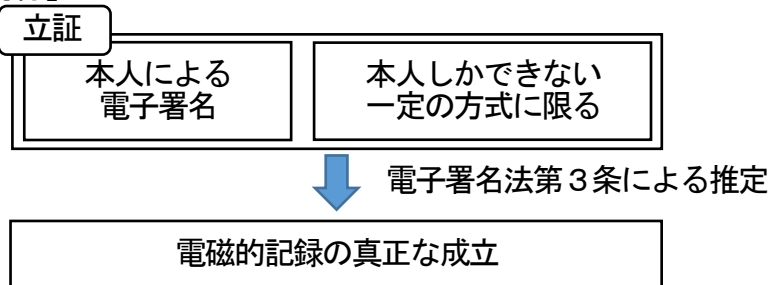 立証
本人による
電子署名
本人しかできない
一定の方式に限る
電子署名法第３条による推定
電磁的記録の真正な成立